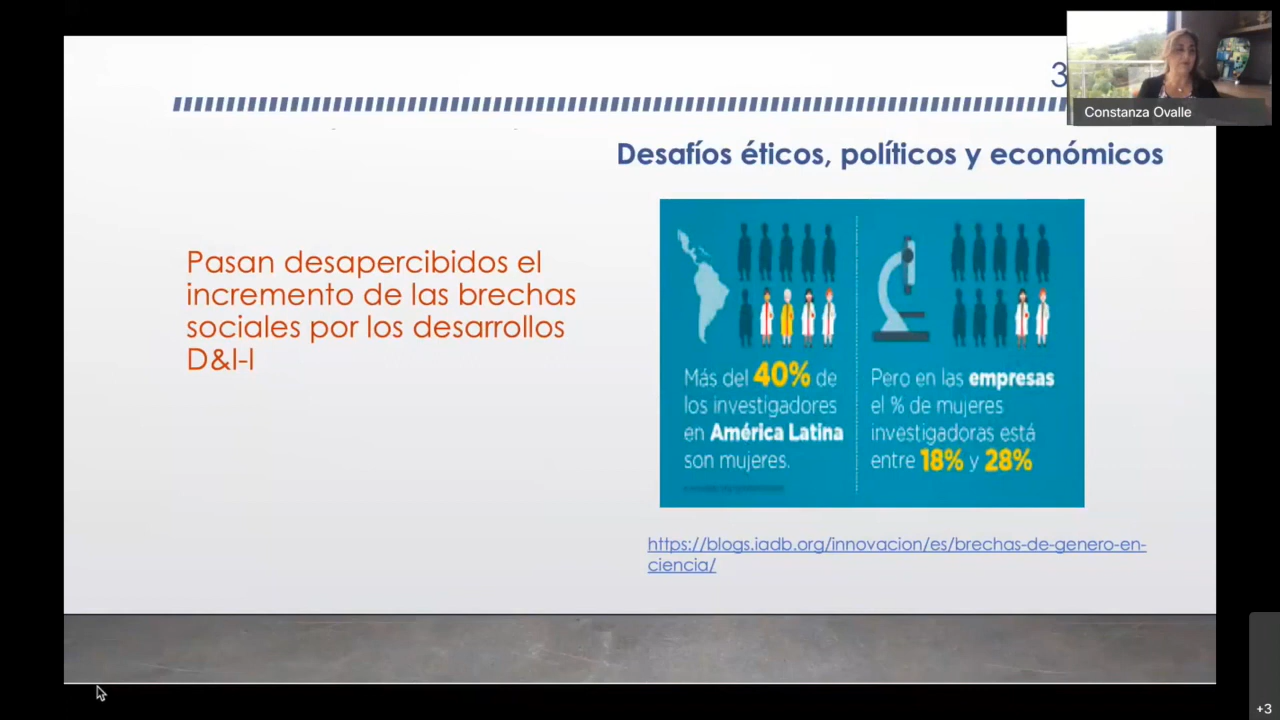 3
Constanza Ovalle
Desafíos éticos, políticos y económicos
Pasan desapercibidos el
incremento de las brechas
sociales por los desarrollos
D&I-I
Más del 40% de
los investigadores
en América Latina
son mujeres.
Pero en las empresas
el % de mujeres
investigadoras está
entre 18% y 28%
https://blogs.iadb.org/innovacion/es/brechas-de-genero-en-
ciencia/
+3